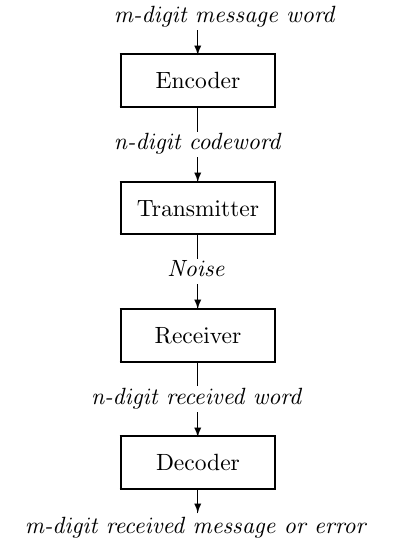 m-digit message word
Encoder
n-digit codeword
Transmitter
Noise
Receiver
n-digit received word
Decoder
m-digit received message or error